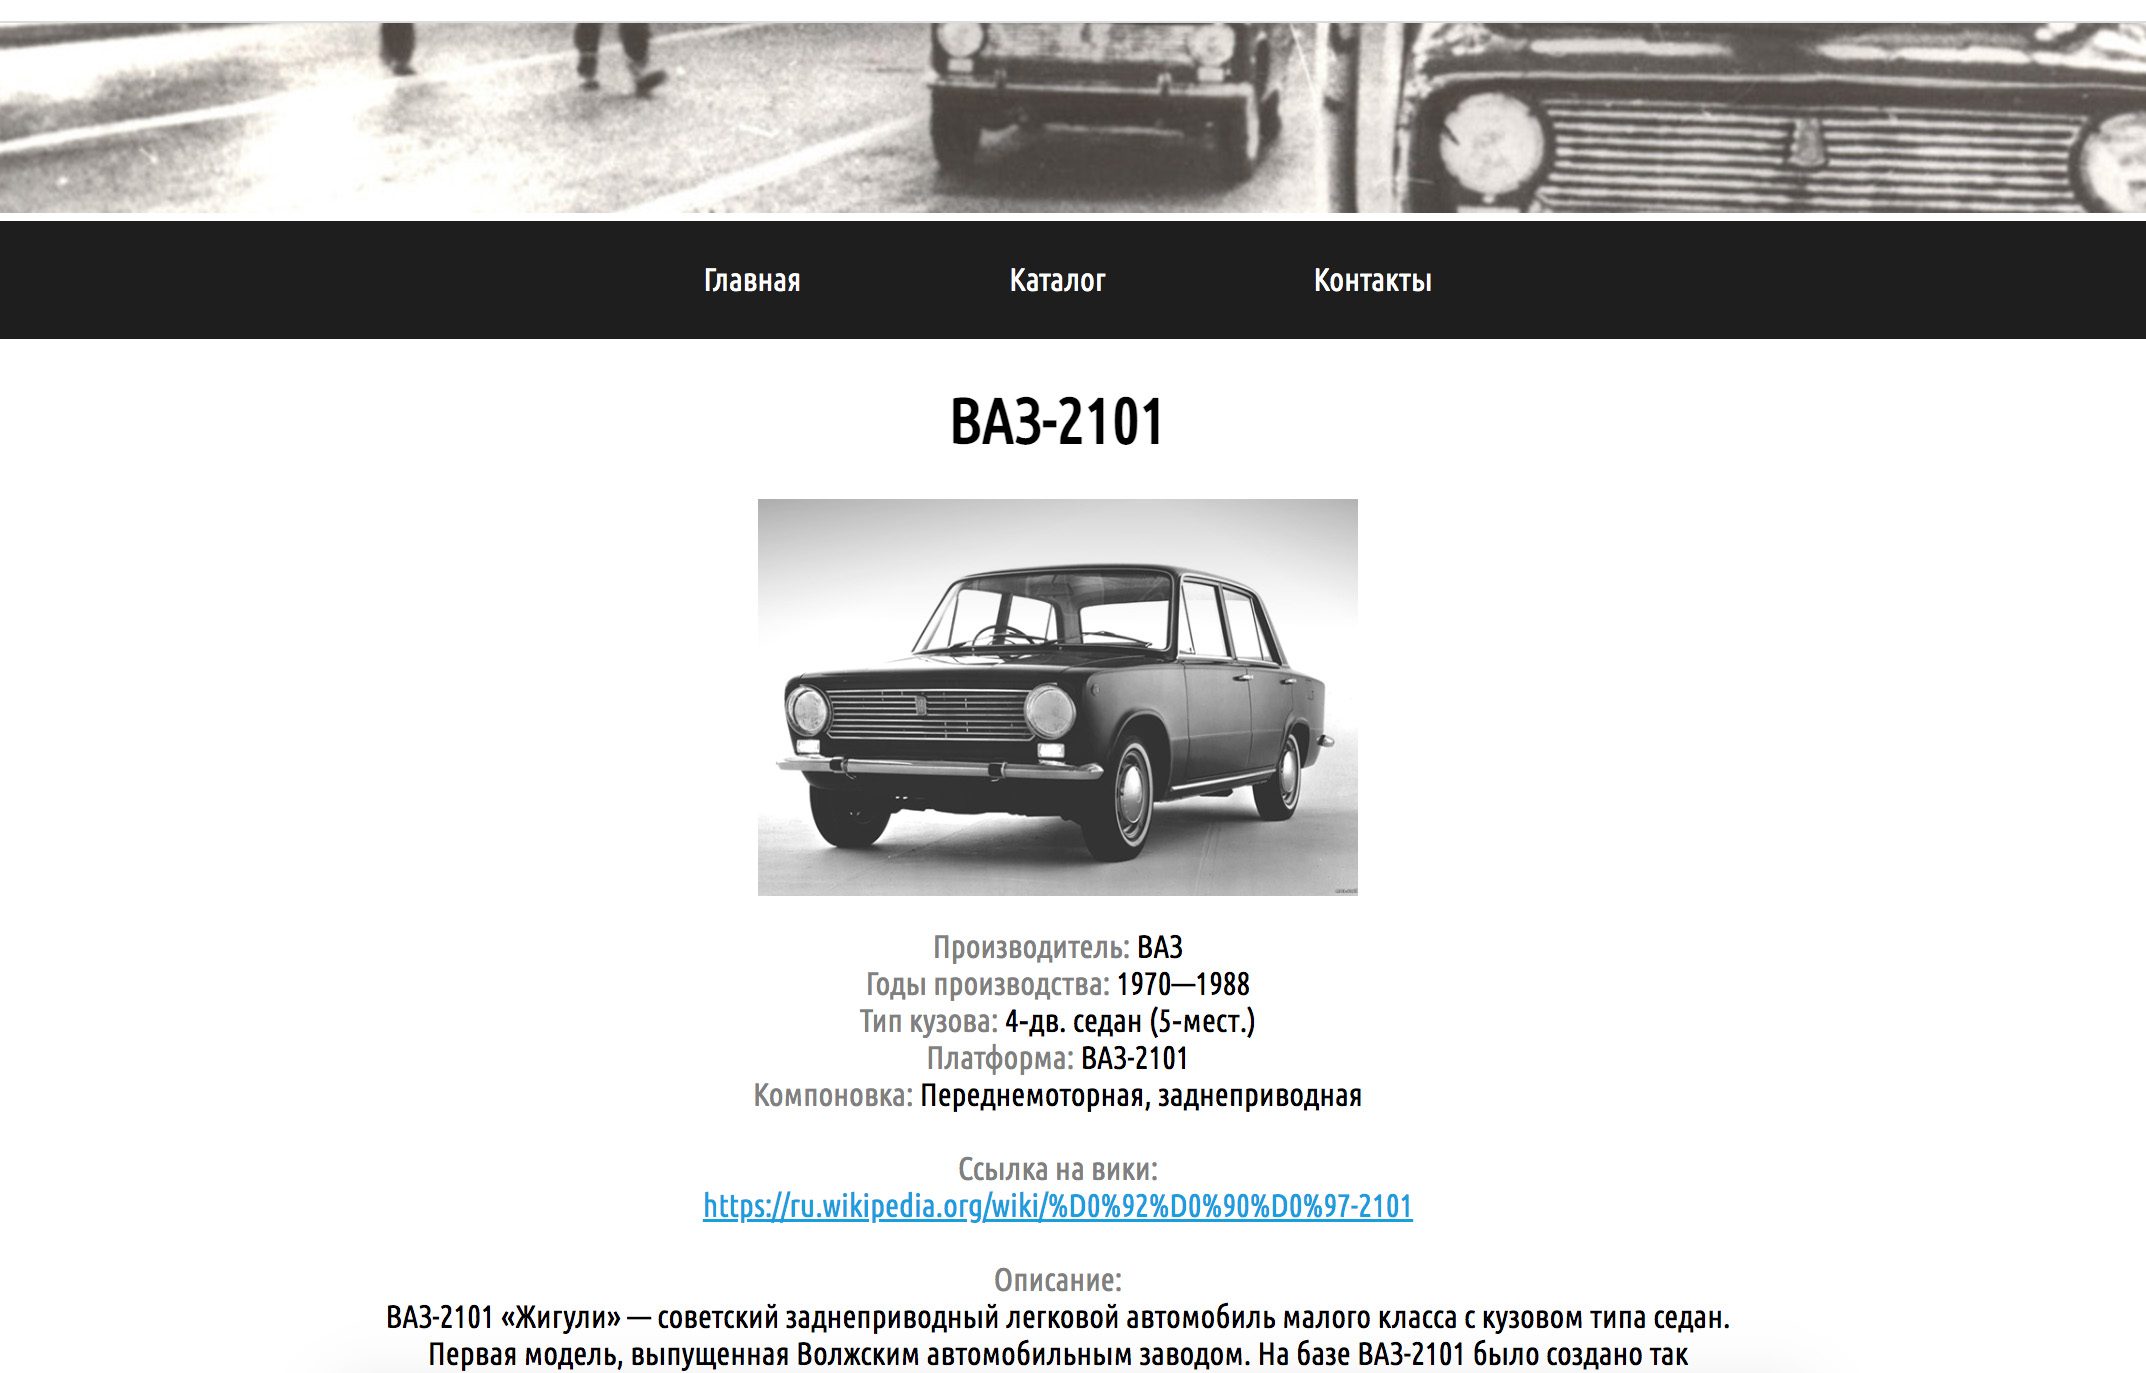 Главная Каталог Контакты
ВАЗ-2101
Производитель: ВАЗ
Годы производства: 1970—1988
Тип кузова: 4-дв. седан (5-мест.)
Платформа: ВАЗ-2101
Компоновка: Переднемоторная, заднеприводная
Ссылка на вики:
https://ru.wikipedia.org/wiki/%D0%92%D0%90%D0%97-2101
Описание:
ВАЗ-2101 «Жигули» — советский заднеприводный легковой автомобиль малого класса с кузовом типа седан.
Первая модель, выпущенная Волжским автомобильным заводом. На базе ВАЗ-2101 было создано так